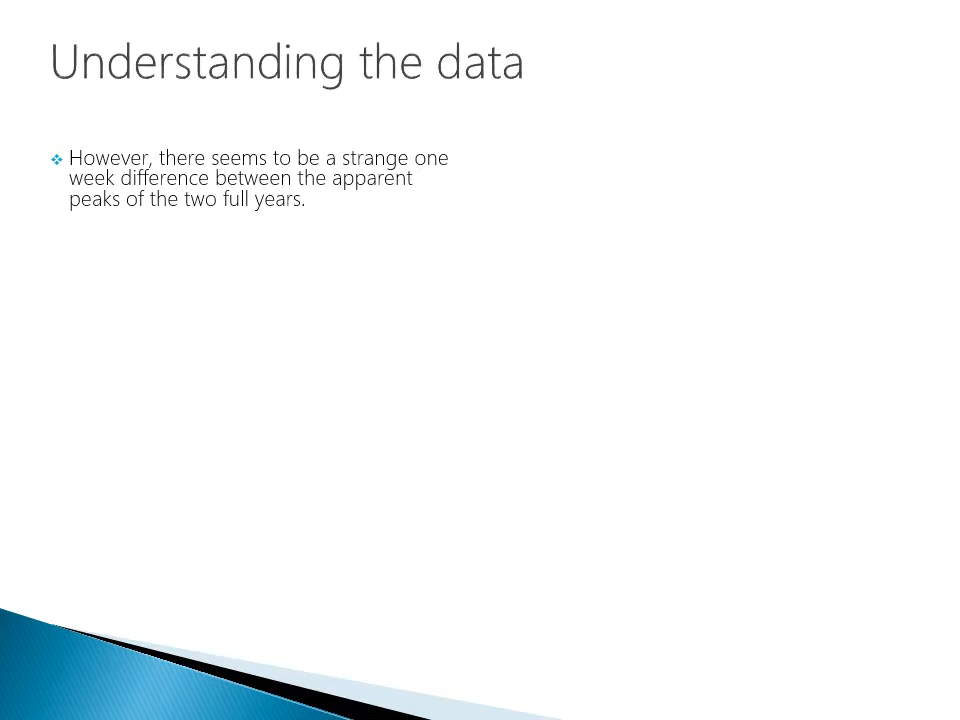 Understanding the data
However, there seems to be a strange one
week difference between the apparent
peaks of the two full years.